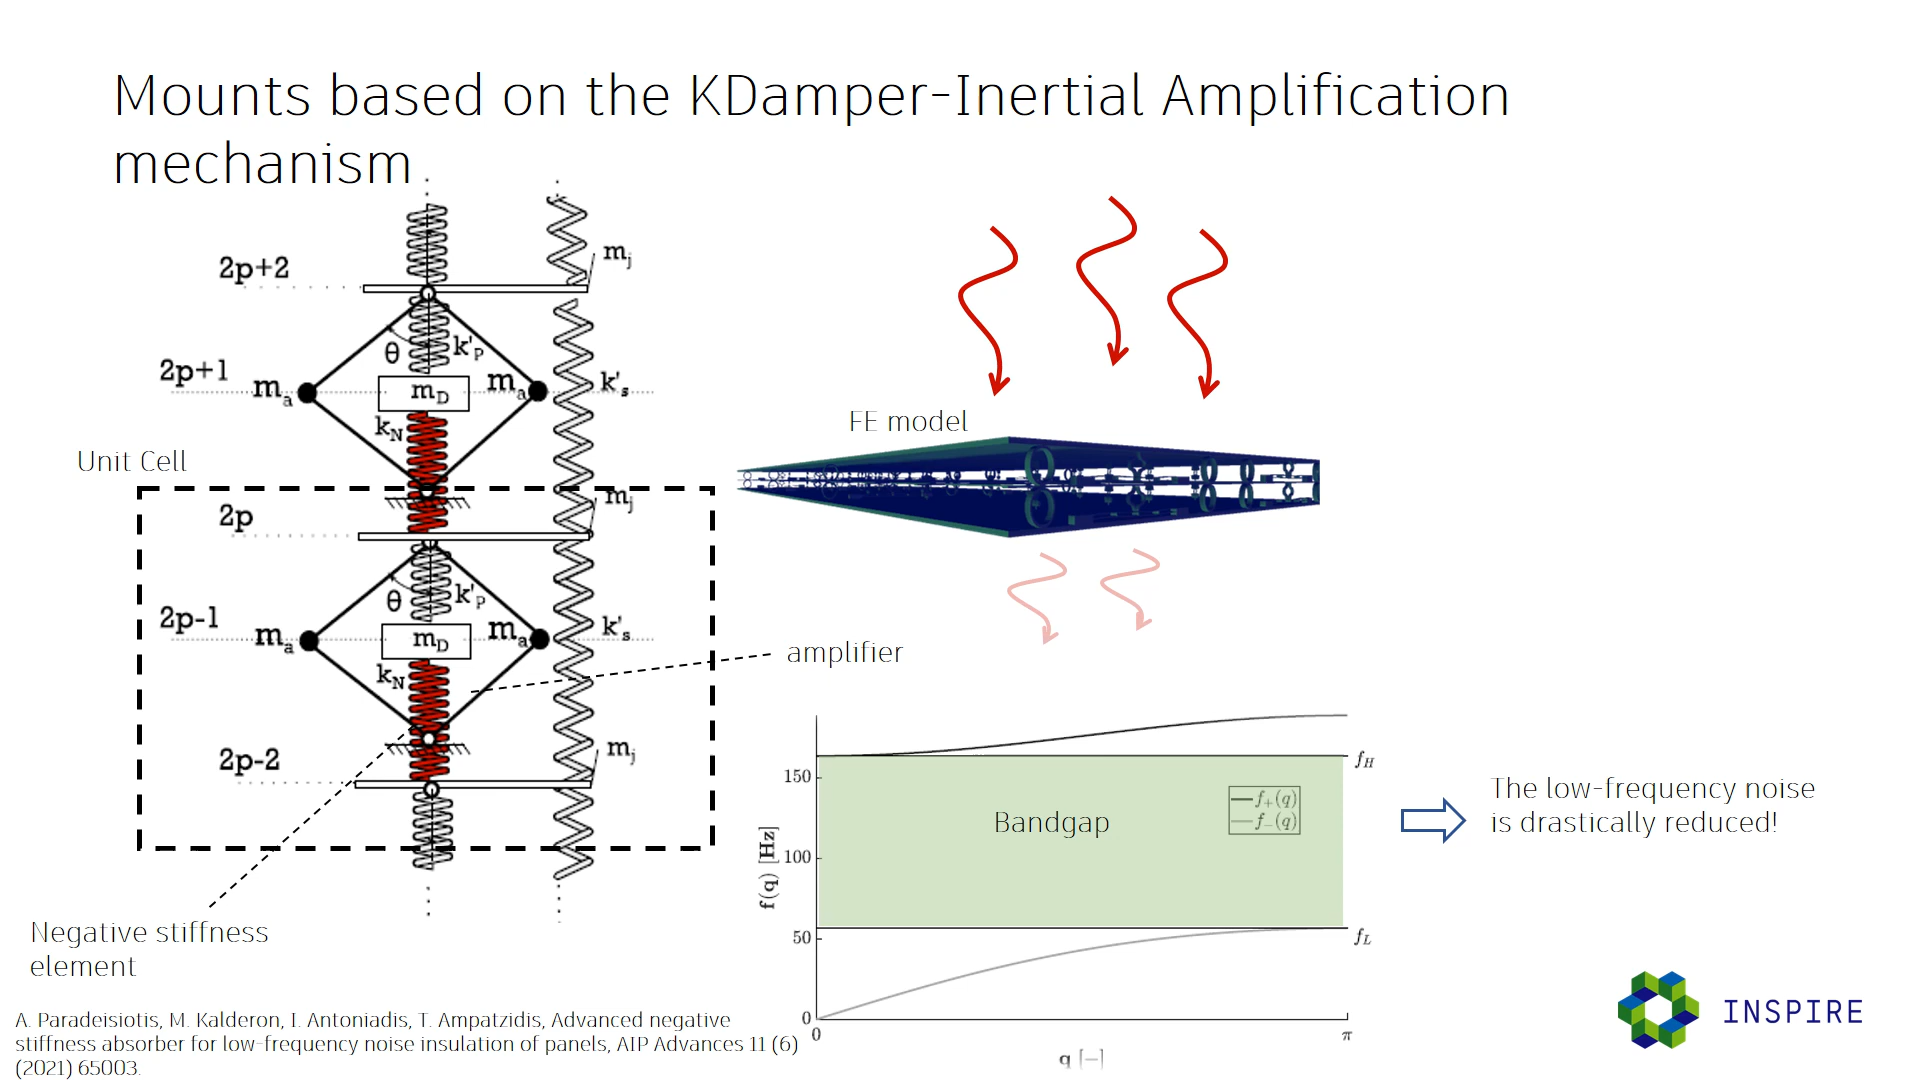 Mounts based on the KDamper-Inertial Amplification
mechanism
2p+2
mj
θ
k'P
2p+1
ma
mD
ma
k's
kN
Unit Cell
2p
mj
θ
k'P
2p-1
ma
mD
ma
k's
kN
2p-2
mj
amplifier
Negative stiffness
element
FE model
150
100
50
0
0
π
f(q) [Hz]
q [−]
Bandgap
f+(q)
f−(q)
fH
fL
The low-frequency noise
is drastically reduced!
A. Paradeisiotis, M. Kalderon, I. Antoniadis, T. Ampatzidis, Advanced negative
stiffness absorber for low-frequency noise insulation of panels, AIP Advances 11 (6)
(2021) 65003.
INSPIRE